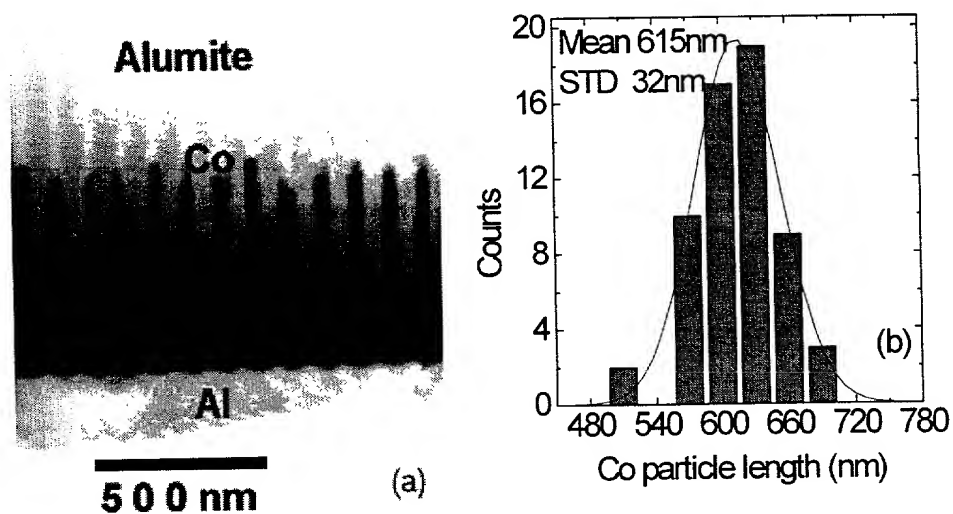 Alumite
Co
Al
500 nm
(a)
20
16
12
8
4
0
Counts
Mean 615nm
STD 32nm
(b)
480 540 600 660 720 780
Co particle length (nm)